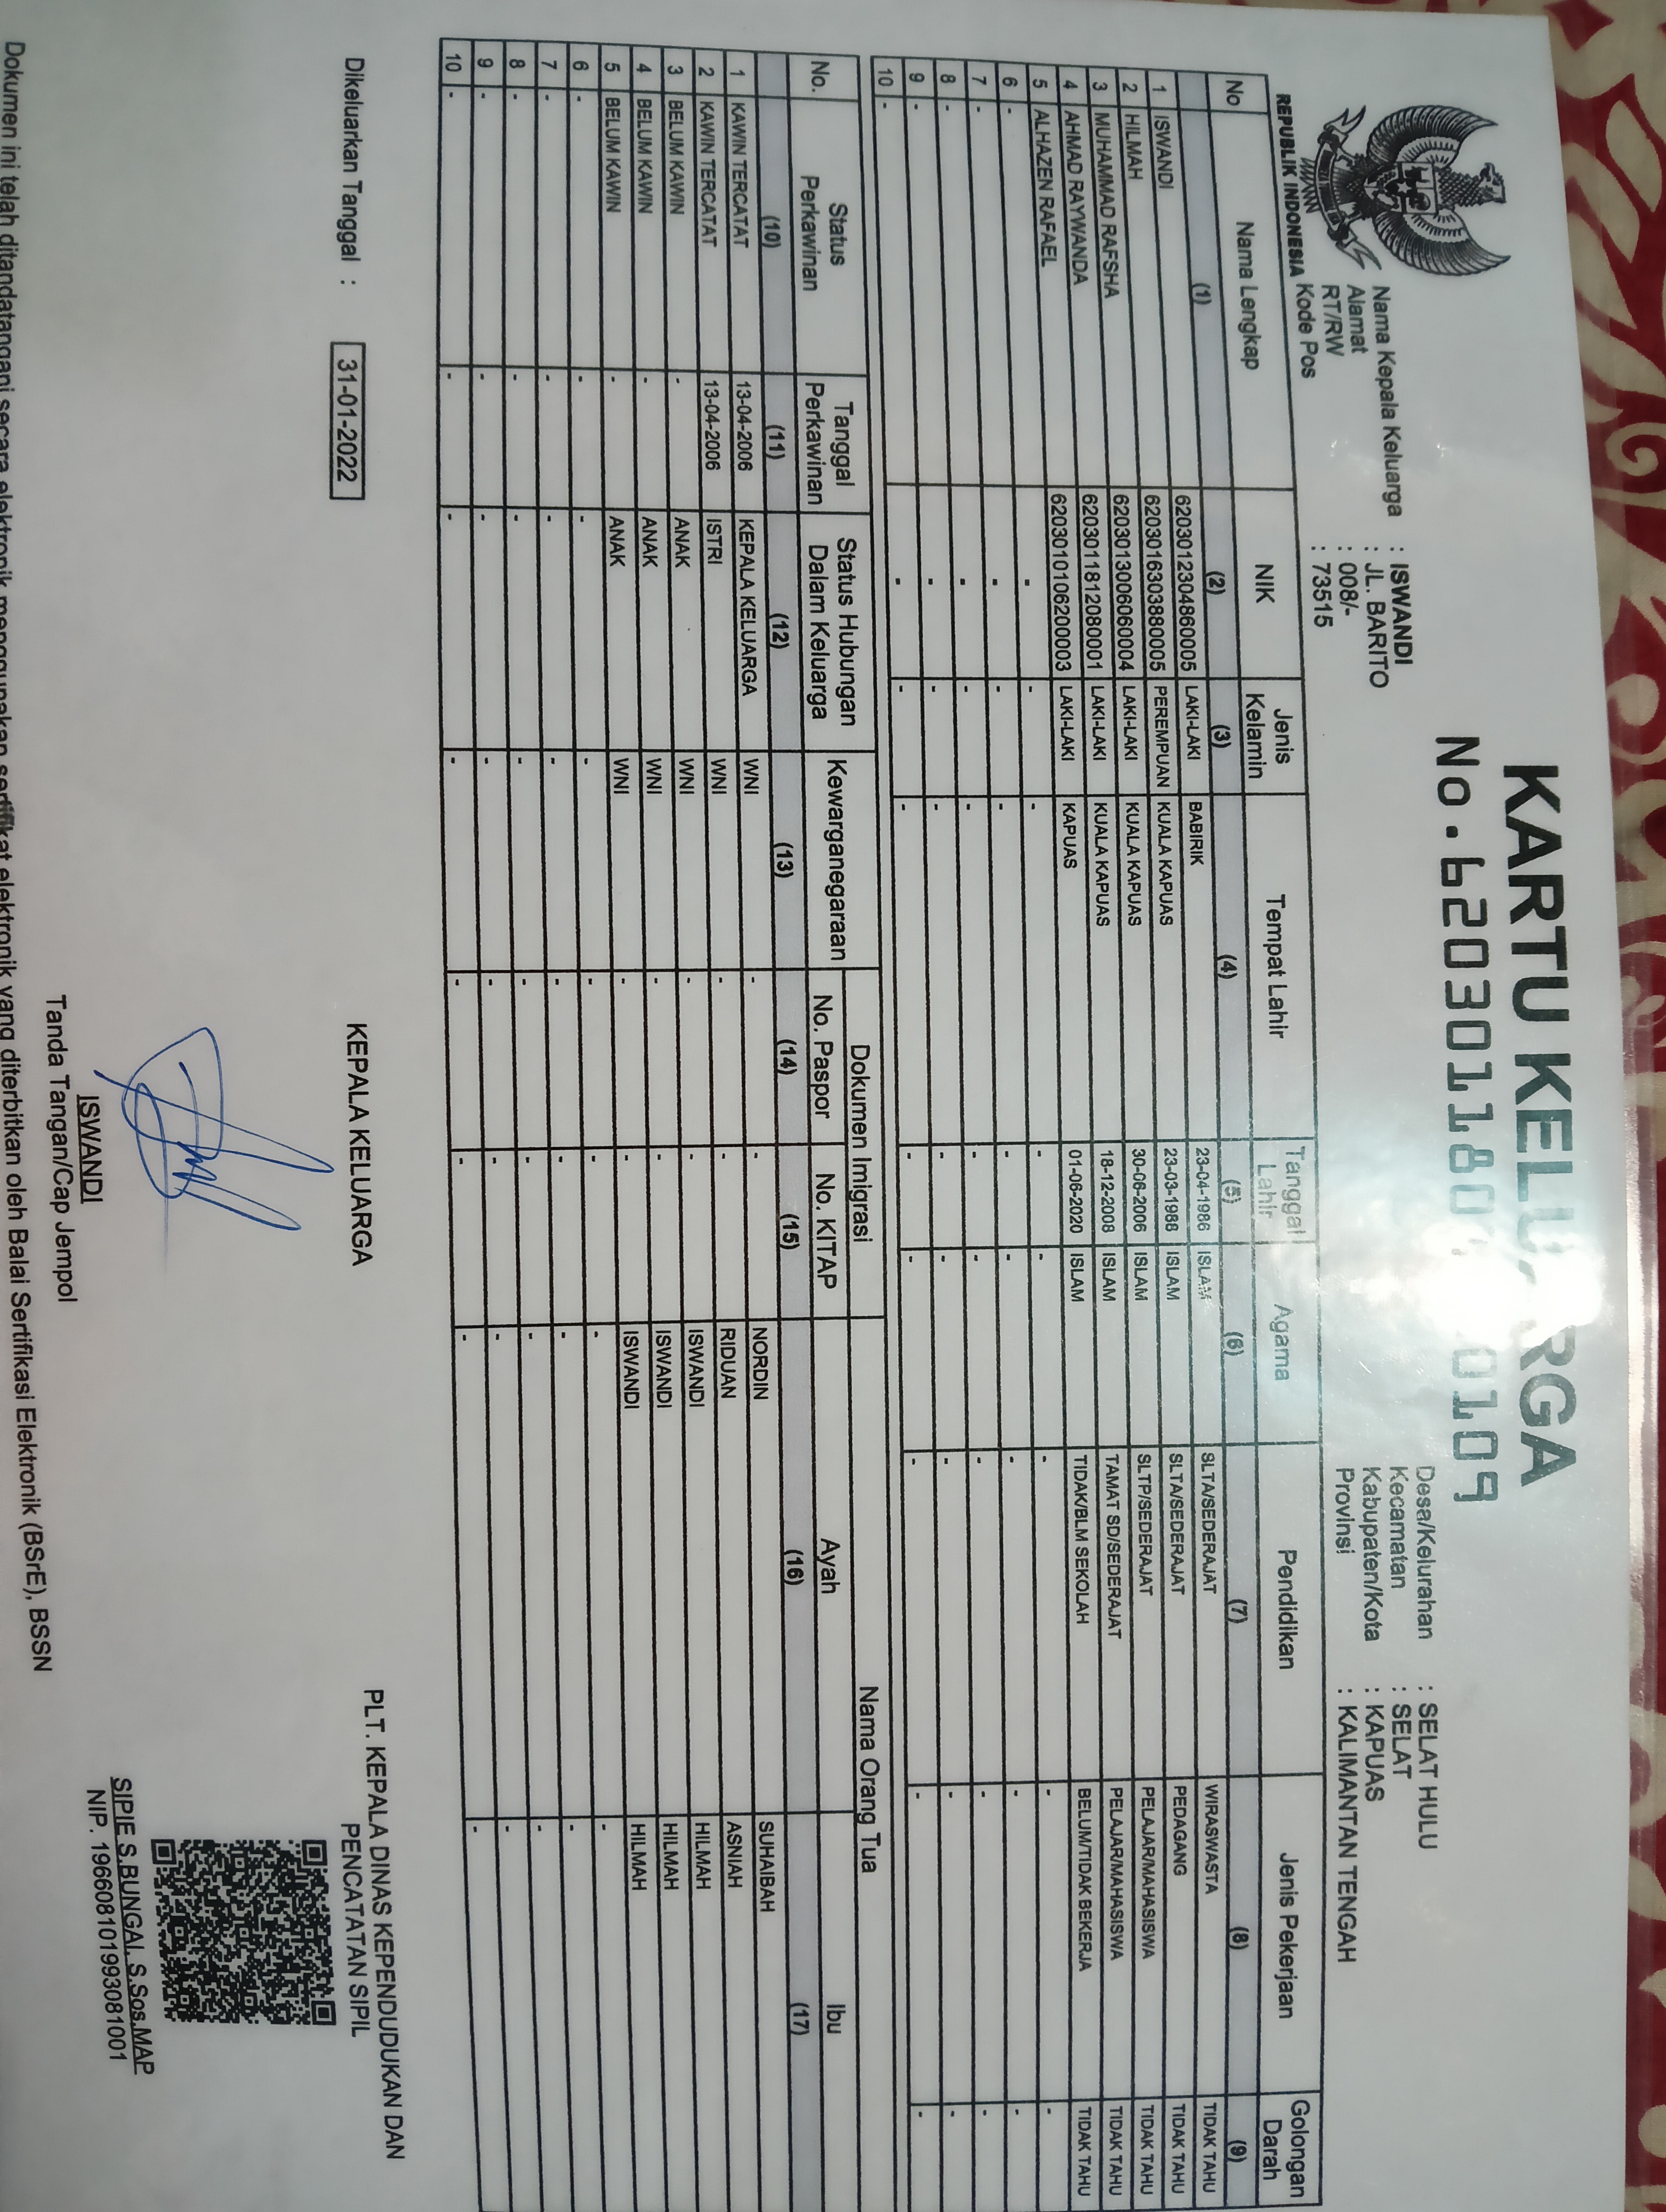 KARTU KELUARGA
No.
REPUBLIK INDONESIA
Nama Kepala Keluarga : ISWANDI
Alamat : JL. BARITO
RT/RW : 008/-
Kode Pos : 73515
Desa/Kelurahan : SELAT HULU
Kecamatan : SELAT
Kabupaten/Kota : KAPUAS
Provinsi : KALIMANTAN TENGAH
No Nama Lengkap NIK Jenis Kelamin Tempat Lahir Tanggal Lahir Agama Pendidikan Jenis Pekerjaan Golongan Darah
(1) (2) (3) (4) (5) (6) (7) (8) (9)
1 ISWANDI 6203012304860005 LAKI-LAKI BABIRIK 23-04-1986 ISLAM SLTA/SEDERAJAT WIRASWASTA TIDAK TAHU
2 HILMAH 6203016303880005 PEREMPUAN KUALA KAPUAS 23-03-1988 ISLAM SLTA/SEDERAJAT PEDAGANG TIDAK TAHU
3 MUHAMMAD RAFSHA 6203013006060004 LAKI-LAKI KUALA KAPUAS 30-06-2006 ISLAM SLTP/SEDERAJAT PELAJAR/MAHASISWA TIDAK TAHU
4 AHMAD RAYWANDA 6203011812080001 LAKI-LAKI KUALA KAPUAS 18-12-2008 ISLAM TAMAT SD/SEDERAJAT PELAJAR/MAHASISWA TIDAK TAHU
5 ALHAZEN RAFAEL 6203010106200003 LAKI-LAKI KAPUAS 01-06-2020 ISLAM TIDAK/BLM SEKOLAH BELUM/TIDAK BEKERJA TIDAK TAHU
6 - - - - - - - - -
7 - - - - - - - - -
8 - - - - - - - - -
9 - - - - - - - - -
10 - - - - - - - - -
No. Status Perkawinan Tanggal Perkawinan Status Hubungan Dalam Keluarga Kewarganegaraan Dokumen Imigrasi Nama Orang Tua
No. Paspor No. KITAP Ayah Ibu
(10) (11) (12) (13) (14) (15) (16) (17)
1 KAWIN TERCATAT 13-04-2006 KEPALA KELUARGA WNI - - NORDIN SUHAIBAH
2 KAWIN TERCATAT 13-04-2006 ISTRI WNI - - RIDUAN ASNIAH
3 BELUM KAWIN - ANAK WNI - - ISWANDI HILMAH
4 BELUM KAWIN - ANAK WNI - - ISWANDI HILMAH
5 BELUM KAWIN - ANAK WNI - - ISWANDI HILMAH
6 - - - - - - - -
7 - - - - - - - -
8 - - - - - - - -
9 - - - - - - - -
10 - - - - - - - -
Dikeluarkan Tanggal : 31-01-2022
KEPALA KELUARGA
ISWANDI
Tanda Tangan/Cap Jempol
PLT. KEPALA DINAS KEPENDUDUKAN DAN
PENCATATAN SIPIL
SIPIE S.BUNGAI, S.Sos,MAP
NIP. 196608101993081001
Dokumen ini telah ditandatangani secara elektronik menggunakan sertifikat elektronik yang diterbitkan oleh Balai Sertifikasi Elektronik (BSrE), BSSN